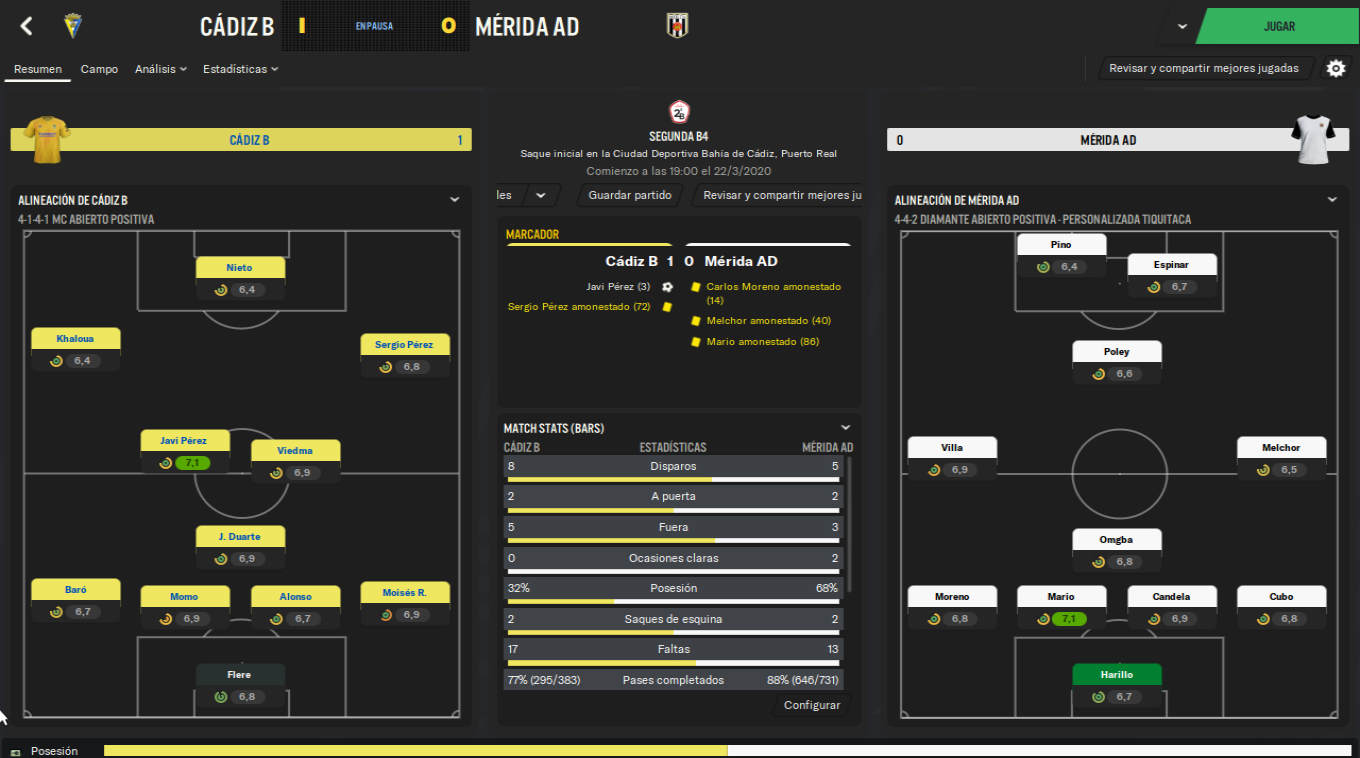 CÁDIZ B 1 EN PAUSA 0 MÉRIDA AD
JUGAR
Resumen Campo Análisis Estadísticas
Revisar y compartir mejores jugadas
CÁDIZ B 1
ALINEACIÓN DE CÁDIZ B
4-1-4-1 MC ABIERTO POSITIVA
Nieto
6,4
Khaloua
6,4
Sergio Pérez
6,8
Javi Pérez
7,1
Viedma
6,9
J. Duarte
6,9
Baró
6,7
Momo
6,9
Alonso
6,7
Moisés R.
6,9
Flere
6,8
2ªB
SEGUNDA B4
Saque inicial en la Ciudad Deportiva Bahía de Cádiz, Puerto Real
Comienzo a las 19:00 el 22/3/2020
les Guardar partido Revisar y compartir mejores ju
MARCADOR
Cádiz B 1 0 Mérida AD
Javi Pérez (3)
Sergio Pérez amonestado (72)
Carlos Moreno amonestado
(14)
Melchor amonestado (40)
Mario amonestado (86)
MATCH STATS (BARS)
CÁDIZ B ESTADÍSTICAS MÉRIDA AD
8 Disparos 5
2 A puerta 2
5 Fuera 3
0 Ocasiones claras 2
32% Posesión 68%
2 Saques de esquina 2
17 Faltas 13
77% (295/383) Pases completados 88% (646/731)
Configurar
0 MÉRIDA AD
ALINEACIÓN DE MÉRIDA AD
4-4-2 DIAMANTE ABIERTO POSITIVA - PERSONALIZADA TIQUITACA
Pino
6,4
Espinar
6,7
Poley
6,6
Villa
6,9
Melchor
6,5
Omgba
6,8
Moreno
6,8
Mario
7,1
Candela
6,9
Cubo
6,8
Harillo
6,7
Posesión